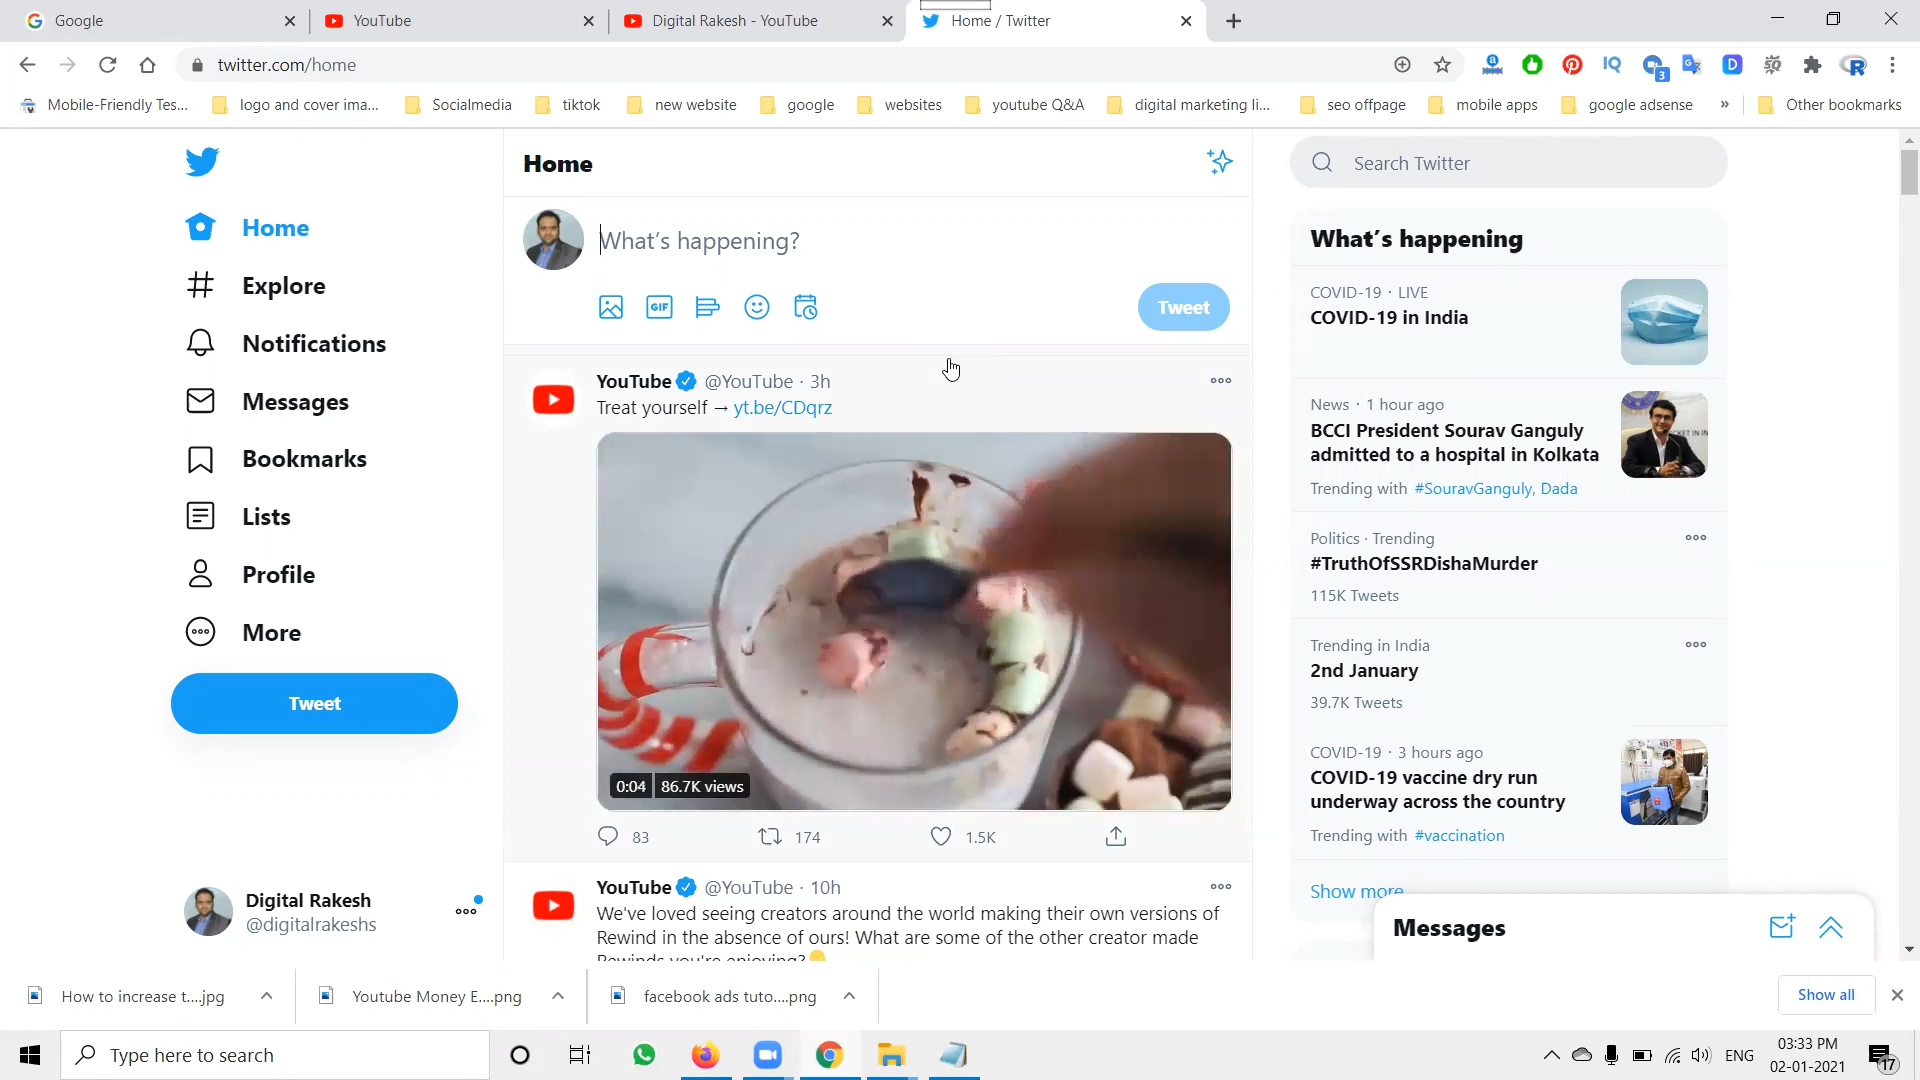 Google
YouTube
Digital Rakesh - YouTube
Home / Twitter
twitter.com/home
3
Mobile-Friendly Tes...
logo and cover ima...
Socialmedia
tiktok
new website
google
websites
youtube Q&A
digital marketing li...
seo offpage
mobile apps
google adsense
Other bookmarks
Home
Explore
Notifications
Messages
Bookmarks
Lists
Profile
More
Tweet
Digital Rakesh
@digitalrakeshs
Home
What's happening?
GIF
Tweet
YouTube @YouTube · 3h
Treat yourself → yt.be/CDqrz
0:04 86.7K views
83 174 1.5K
YouTube @YouTube · 10h
We've loved seeing creators around the world making their own versions of
Rewind in the absence of ours! What are some of the other creator made
Rewinds you're enjoying?
Search Twitter
What's happening
COVID-19 · LIVE
COVID-19 in India
News · 1 hour ago
BCCI President Sourav Ganguly
admitted to a hospital in Kolkata
Trending with #SouravGanguly, Dada
Politics · Trending
#TruthOfSSRDishaMurder
115K Tweets
Trending in India
2nd January
39.7K Tweets
COVID-19 · 3 hours ago
COVID-19 vaccine dry run
underway across the country
Trending with #vaccination
Show more
Messages
How to increase t....jpg
Youtube Money E....png
facebook ads tuto....png
Show all
Type here to search
ENG
03:33 PM
02-01-2021
17